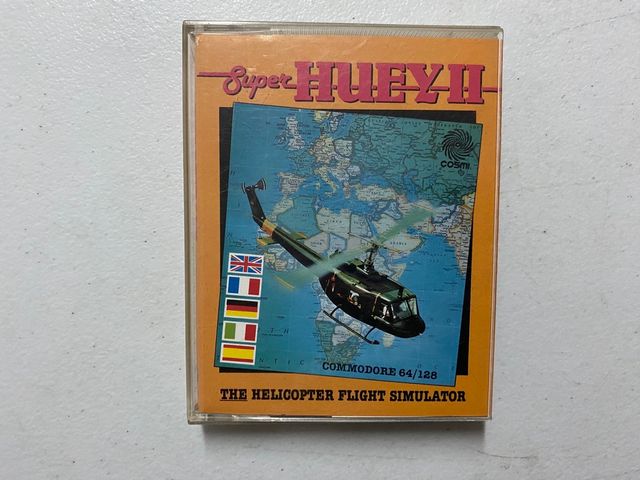 Super HUEY II
COSMI
COMMODORE 64/128
THE HELICOPTER FLIGHT SIMULATOR